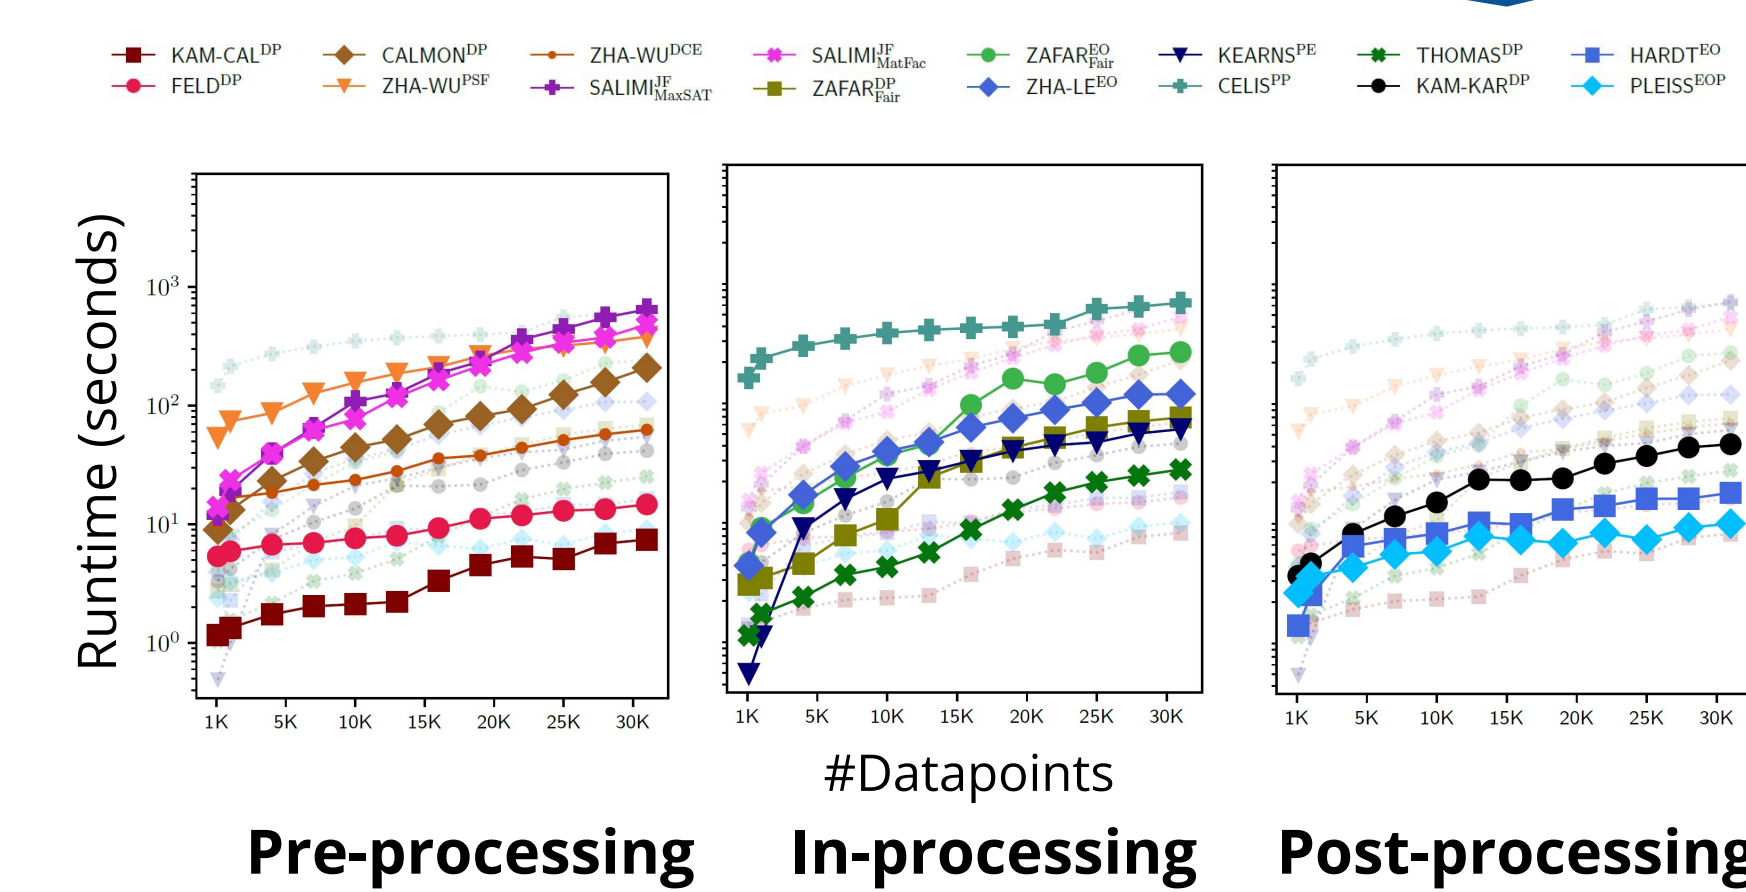 KAM-CAL^DP CALMON^DP ZHA-WU^DCE SALIMI^JF_MatFac ZAFAR^EO_Fair KEARNS^PE THOMAS^DP HARDT^EO
FELD^DP ZHA-WU^PSF SALIMI^JF_MaxSAT ZAFAR^DP_Fair ZHA-LE^EO CELIS^PP KAM-KAR^DP PLEISS^EOP
Runtime (seconds)
10^3
10^2
10^1
10^0
1K 5K 10K 15K 20K 25K 30K
1K 5K 10K 15K 20K 25K 30K
1K 5K 10K 15K 20K 25K 30K
#Datapoints
Pre-processing In-processing Post-processing